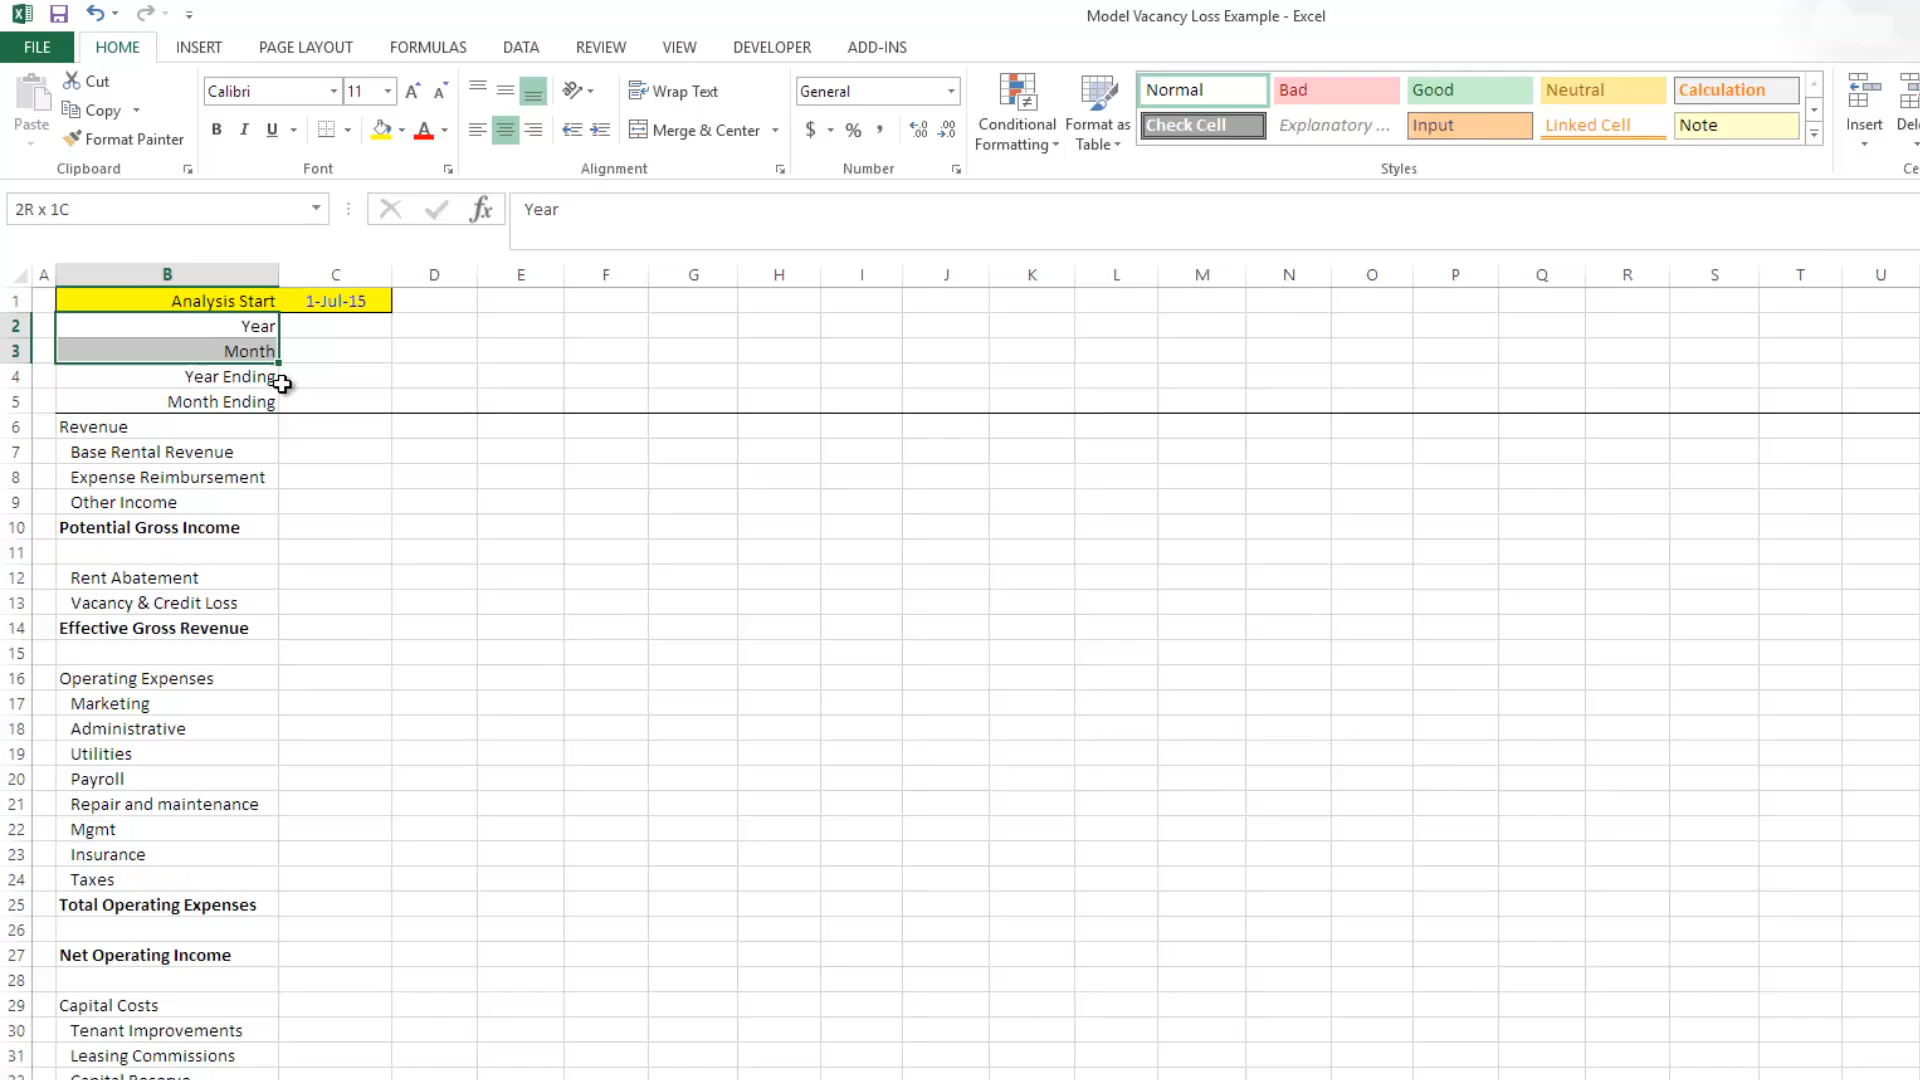 Model Vacancy Loss Example - Excel
FILE HOME INSERT PAGE LAYOUT FORMULAS DATA REVIEW VIEW DEVELOPER ADD-INS
Paste
Cut
Copy
Format Painter
Clipboard
Calibri 11
B I U
Font
Wrap Text
Merge & Center
Alignment
General
$ %
Number
Conditional Formatting
Format as Table
Normal Bad Good Neutral Calculation
Check Cell Explanatory ... Input Linked Cell Note
Styles
Insert
2R x 1C
fx
Year
A B C D E F G H I J K L M N O P Q R S T U
1 Analysis Start 1-Jul-15
2 Year
3 Month
4 Year Ending
5 Month Ending
6 Revenue
7 Base Rental Revenue
8 Expense Reimbursement
9 Other Income
10 Potential Gross Income
11
12 Rent Abatement
13 Vacancy & Credit Loss
14 Effective Gross Revenue
15
16 Operating Expenses
17 Marketing
18 Administrative
19 Utilities
20 Payroll
21 Repair and maintenance
22 Mgmt
23 Insurance
24 Taxes
25 Total Operating Expenses
26
27 Net Operating Income
28
29 Capital Costs
30 Tenant Improvements
31 Leasing Commissions